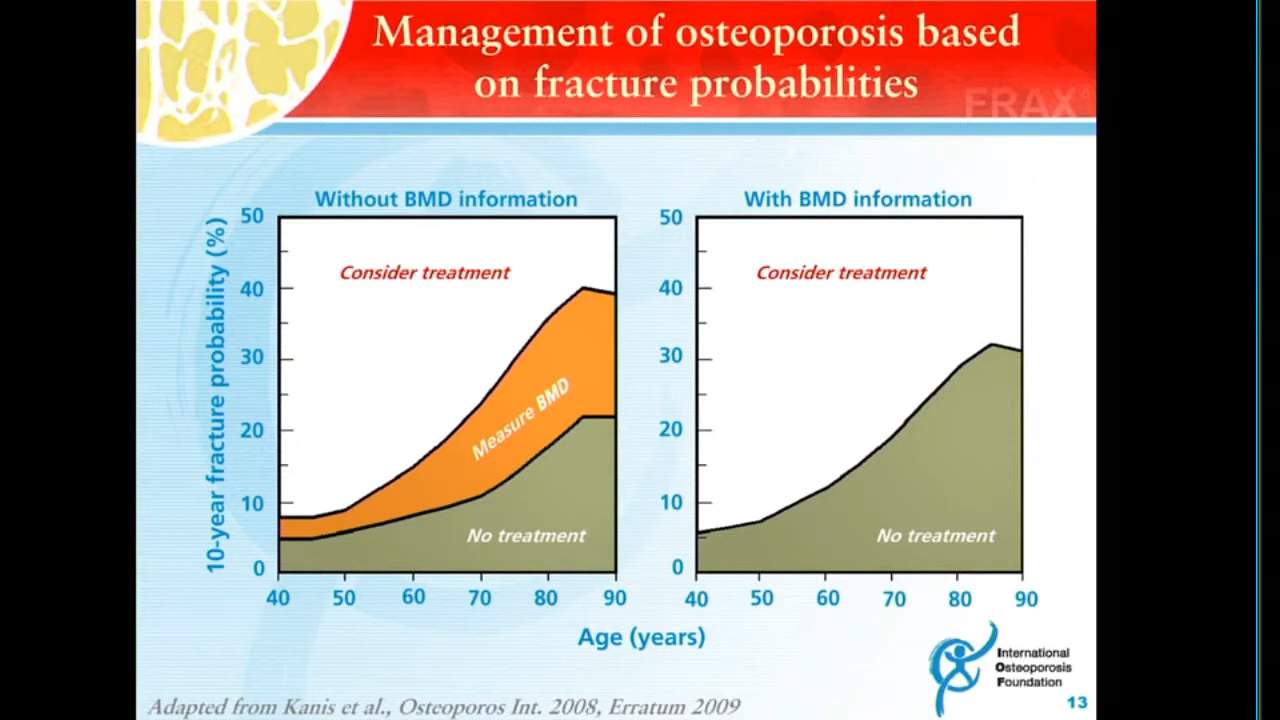 Management of osteoporosis based
on fracture probabilities
FRAX®
Without BMD information
With BMD information
10-year fracture probability (%)
50
40
30
20
10
0
Consider treatment
Measure BMD
No treatment
40 50 60 70 80 90
50
40
30
20
10
0
Consider treatment
No treatment
40 50 60 70 80 90
Age (years)
International
Osteoporosis
Foundation
13
Adapted from Kanis et al., Osteoporos Int. 2008, Erratum 2009